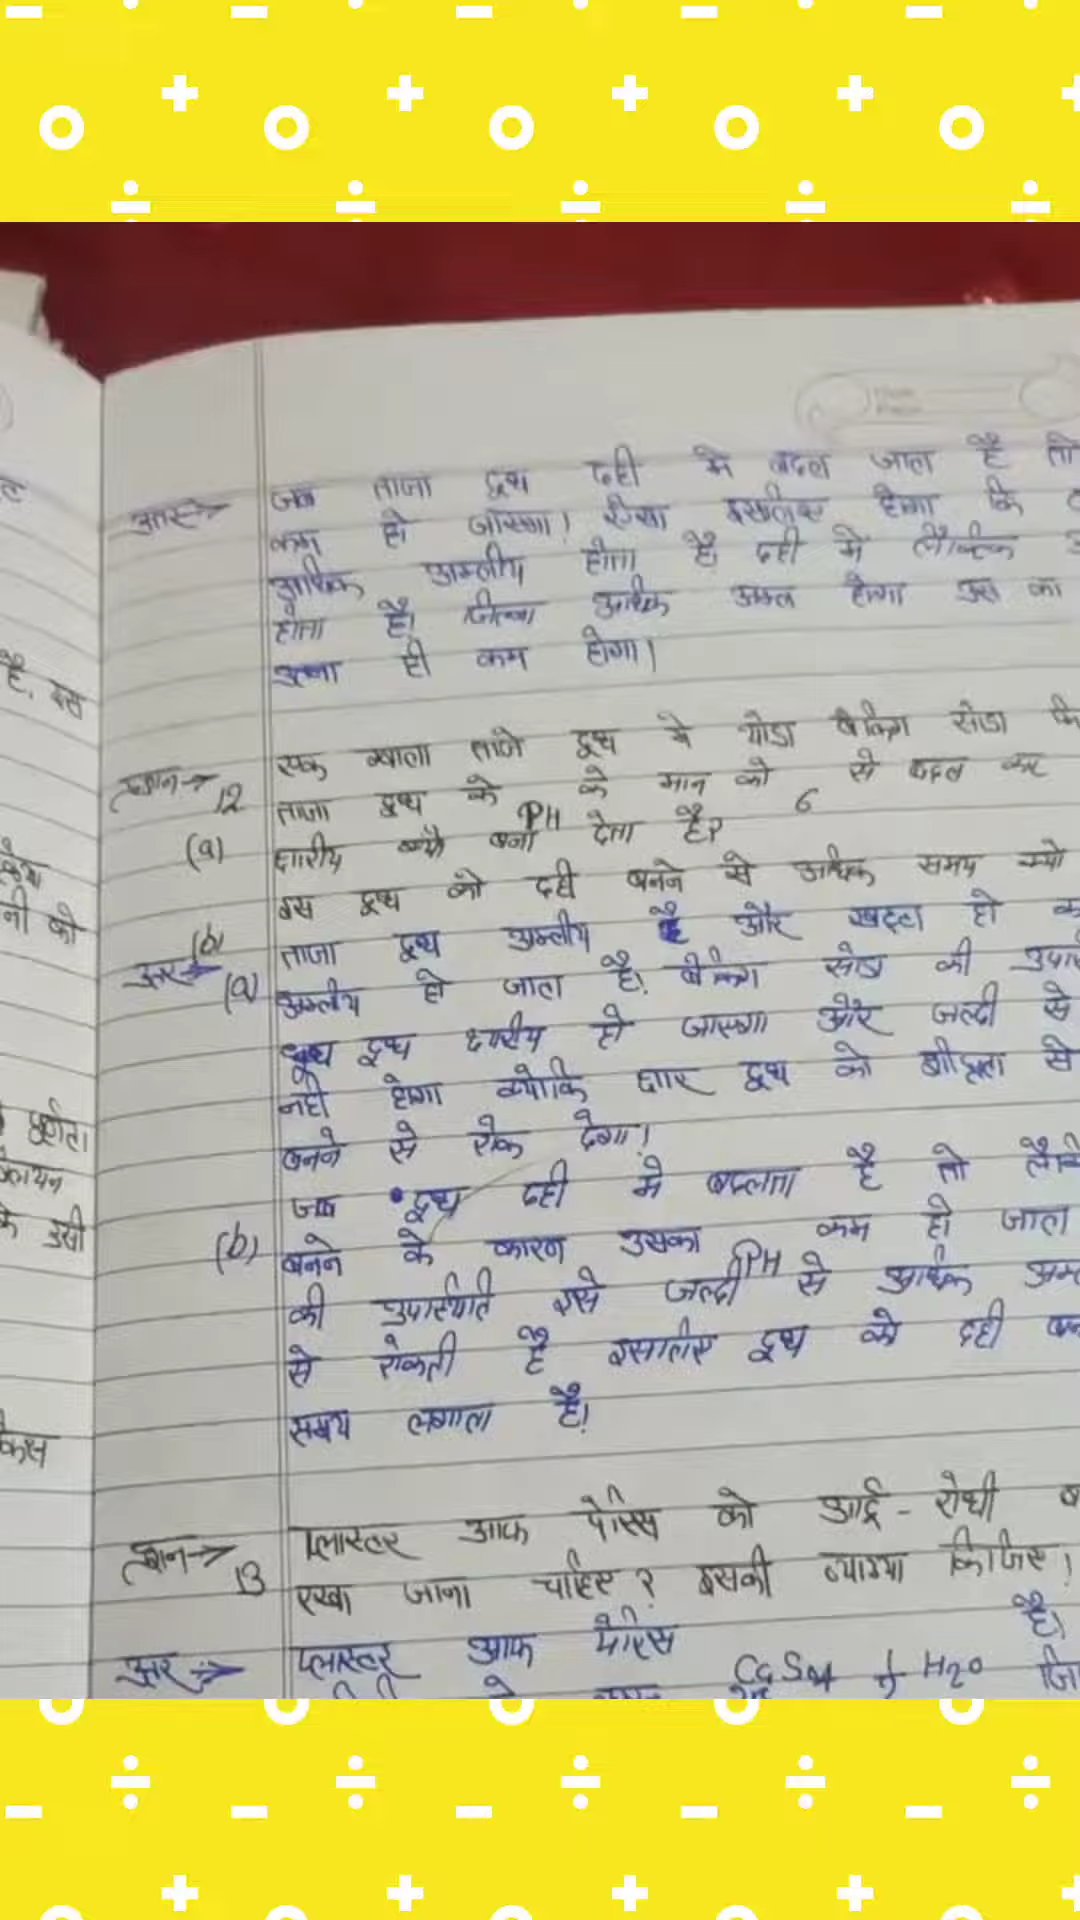 उत्तर→ जब ताजा दूध दही मे बदल जाता है तो
कम हो जाएगा। ऐसा इसलिए होगा कि
अधिक अम्लीय होता है। दही में लैक्टिक
होता है। जितना अधिक अम्ल होगा उस का
उतना ही कम होगा।
प्रश्न→ 12 एक ग्वाला ताजे दूध मे थोडा बेकिंग सोडा
(a) ताजा दूध के PH के मान को 6 से बदल कर
क्षारीय क्यों बना देता है?
(b) इस दूध को दही बनने से अधिक समय क्यो
उत्तर→ (a) ताजा दूध अम्लीय है और खट्टा हो
अम्लीय हो जाता है। बेकिंग सोडा की
दूध क्षारीय हो जाएगा और जल्दी से
नही होगा क्योकि क्षार दूध को शीघ्रता से
बनने से रोक देगा।
(b) जब दूध दही मे बदलता है तो
बनने के कारन उसका PH कम हो जाता
की उपस्थिति इसे जल्दी से अधिक
से रोकती है इसलिए दूध को दही
समय लगाता है।
प्रश्न→ 13 प्लास्टर आफ पेरिस को आर्द्र-रोधी
रखा जाना चाहिए? इसकी व्याख्या किजिए।
उत्तर→ प्लास्टर आफ पेरिस है।
H₂O
है. इस
नी को
के उसी